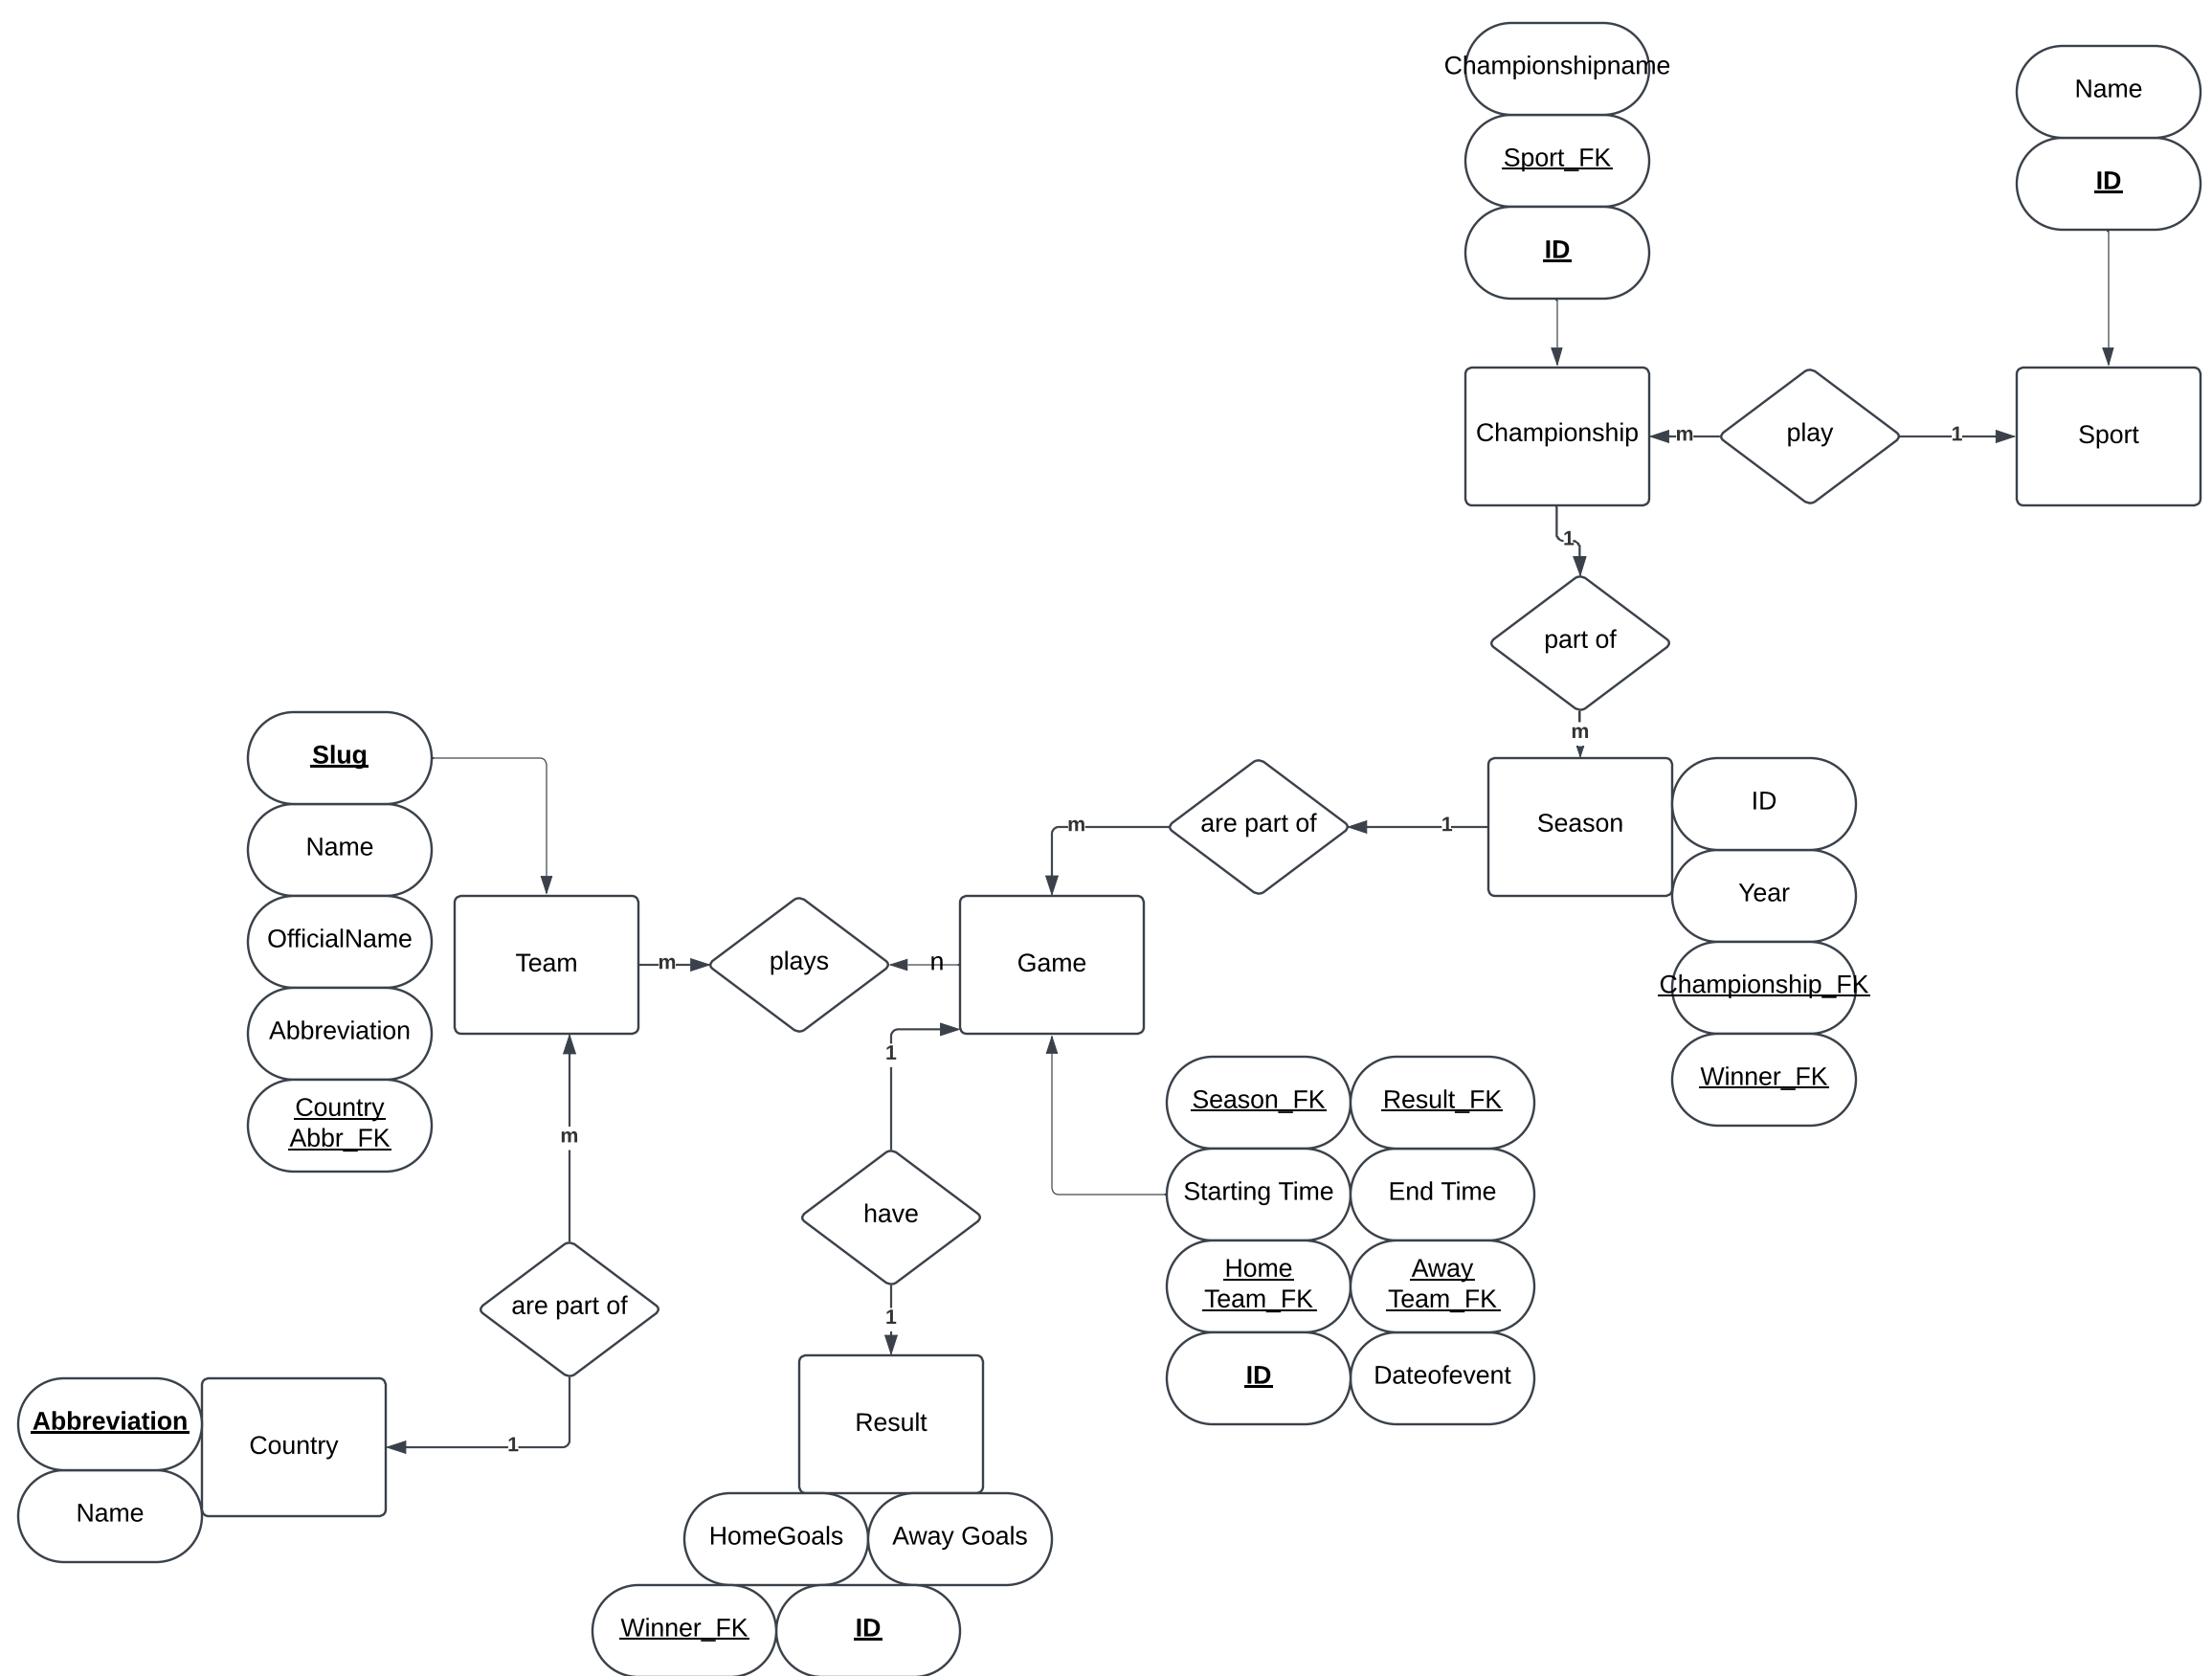 Championshipname
Sport_FK
ID
Name
ID
Championship
m
play
1
Sport
1
part of
m
Season
ID
Year
Championship_FK
Winner_FK
1
are part of
m
Slug
Name
OfficialName
Abbreviation
Country
Abbr_FK
Team
m
plays
n
Game
1
have
1
Season_FK
Result_FK
Starting Time
End Time
Home
Team_FK
Away
Team_FK
ID
Dateofevent
m
are part of
1
Abbreviation
Name
Country
Result
HomeGoals
Away Goals
Winner_FK
ID